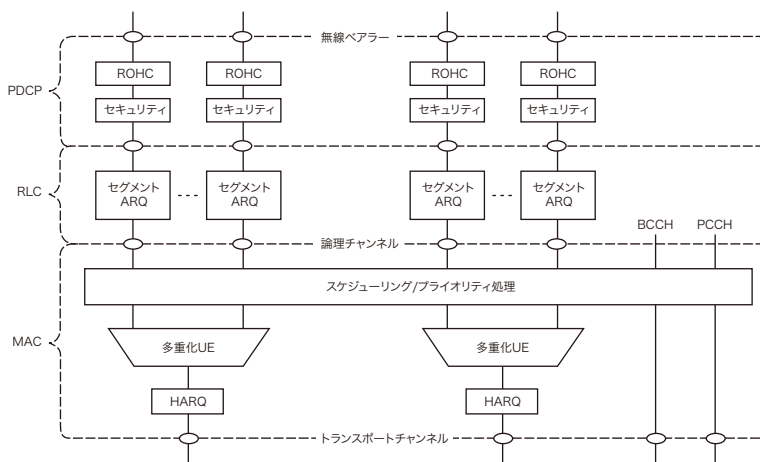 無線ベアラー
ROHC ROHC ROHC ROHC
PDCP
セキュリティ セキュリティ セキュリティ セキュリティ
RLC
セグメント セグメント セグメント セグメント
ARQ ---- ARQ ARQ ---- ARQ
BCCH PCCH
論理チャンネル
スケジューリング/プライオリティ処理
MAC
多重化UE 多重化UE
HARQ HARQ
トランスポートチャンネル